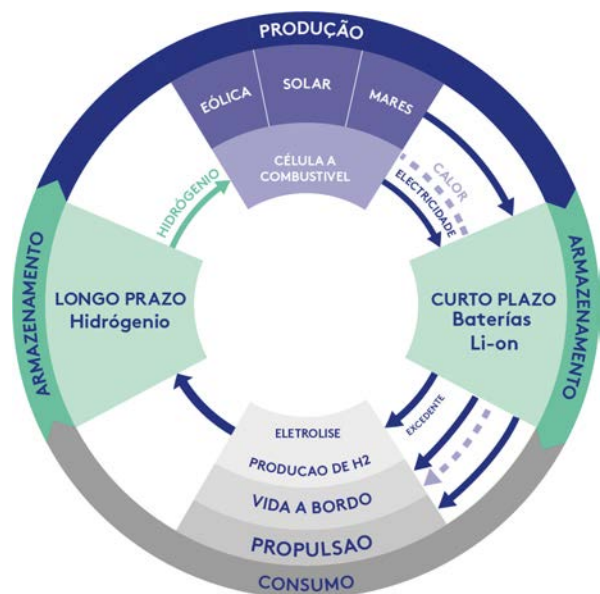 PRODUÇÃO
EÓLICA
SOLAR
MARES
CÉLULA A
COMBUSTIVEL
HIDRÓGENIO
CALOR
ELECTRICIDADE
ARMAZENAMENTO
LONGO PRAZO
Hidrógenio
CURTO PLAZO
Baterías
Li-on
ARMAZENAMENTO
EXCEDENTE
ELETROLISE
PRODUCAO DE H2
VIDA A BORDO
PROPULSAO
CONSUMO